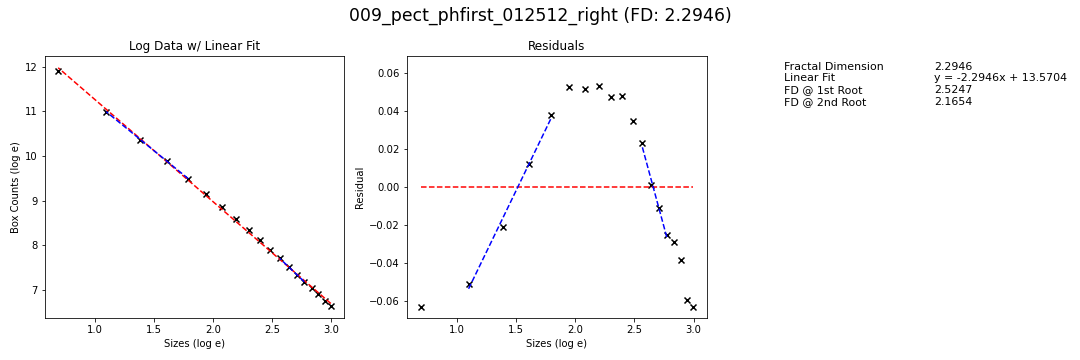 009_pect_phfirst_012512_right (FD: 2.2946)
Log Data w/ Linear Fit
12
11
10
9
8
7
Box Counts (log e)
1.0 1.5 2.0 2.5 3.0
Sizes (log e)
Residuals
0.06
0.04
0.02
0.00
−0.02
−0.04
−0.06
Residual
1.0 1.5 2.0 2.5 3.0
Sizes (log e)
Fractal Dimension 2.2946
Linear Fit y = -2.2946x + 13.5704
FD @ 1st Root 2.5247
FD @ 2nd Root 2.1654